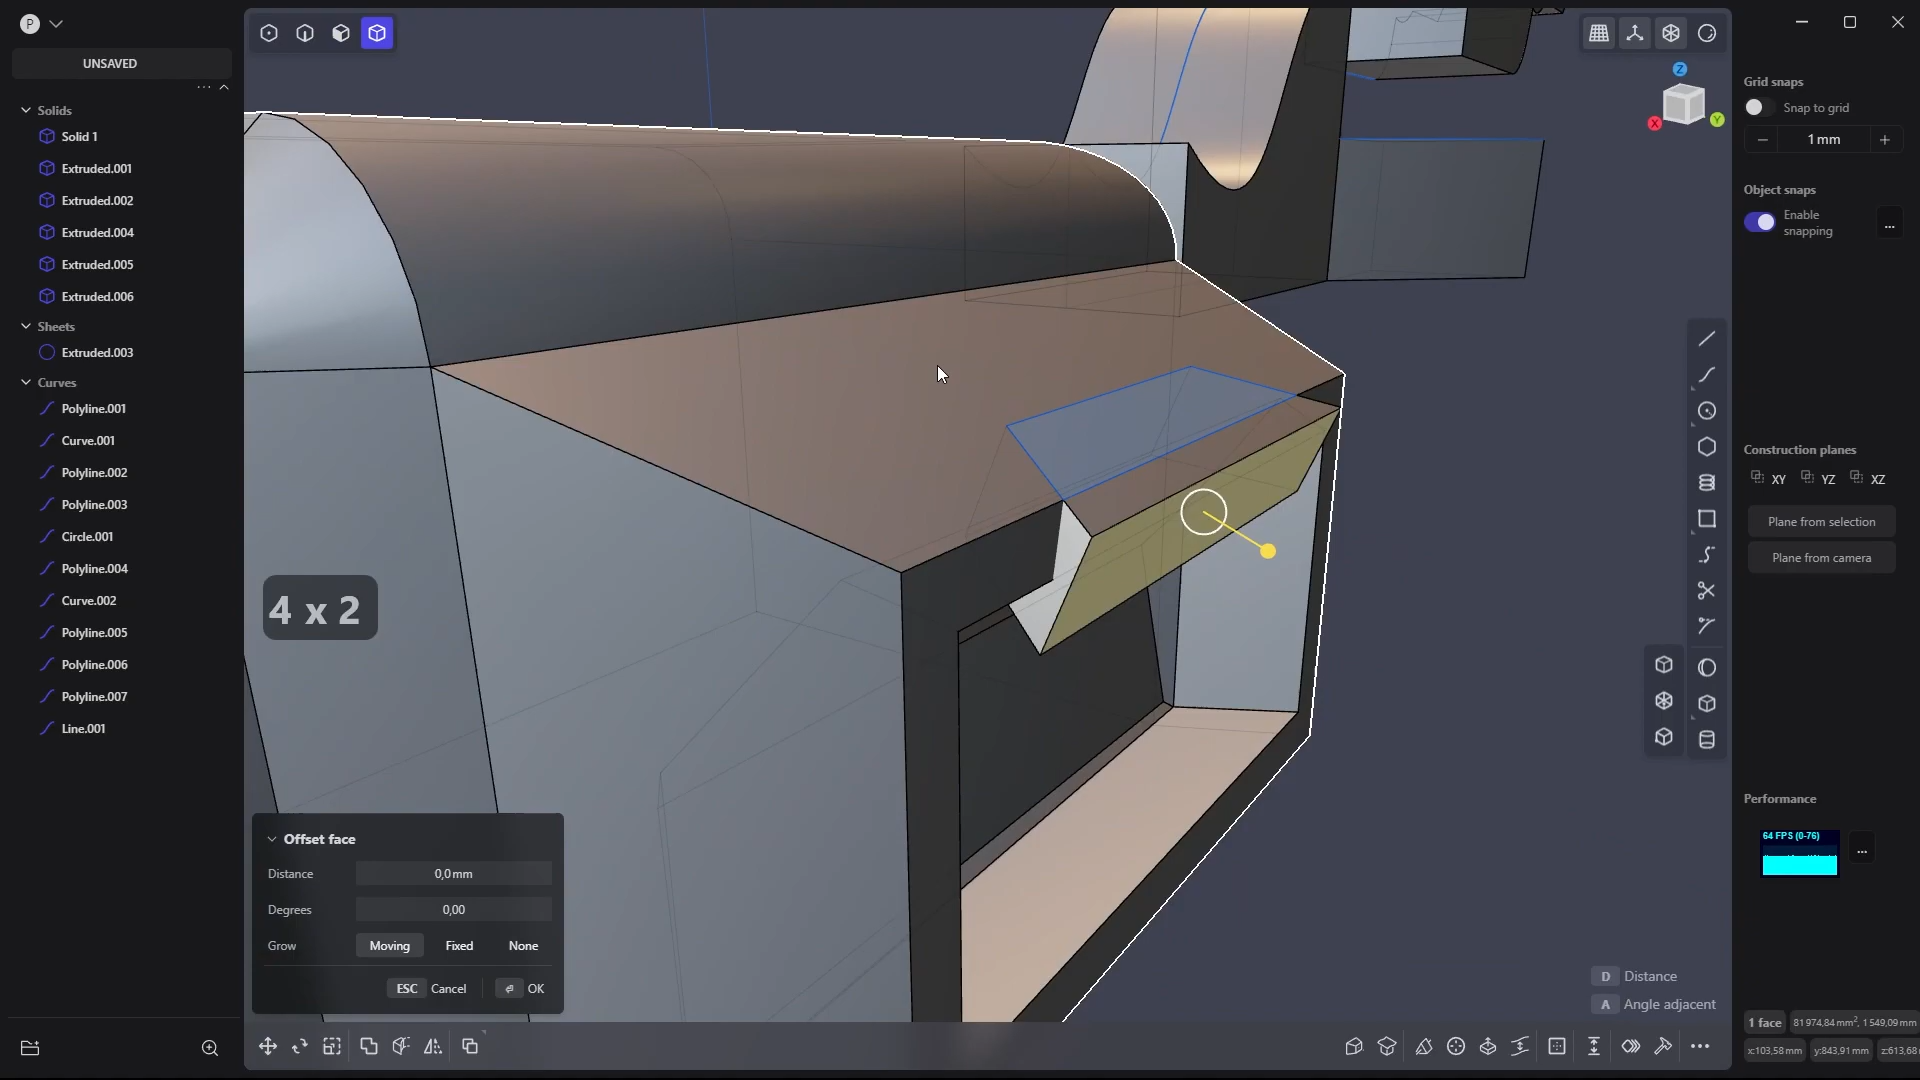 P
UNSAVED
Solids
Solid 1
Extruded.001
Extruded.002
Extruded.004
Extruded.005
Extruded.006
Sheets
Extruded.003
Curves
Polyline.001
Curve.001
Polyline.002
Polyline.003
Circle.001
Polyline.004
Curve.002
Polyline.005
Polyline.006
Polyline.007
Line.001
4 x 2
Offset face
Distance 0,0 mm
Degrees 0,00
Grow Moving Fixed None
ESC Cancel OK
Z
X Y
D Distance
A Angle adjacent
Grid snaps
Snap to grid
1 mm
Object snaps
Enable
snapping
...
Construction planes
XY YZ XZ
Plane from selection
Plane from camera
Performance
64 FPS (0-76)
...
1 face 81 974,84 mm², 1 549,09 mm
x:103,58 mm y:843,91 mm z:613,68